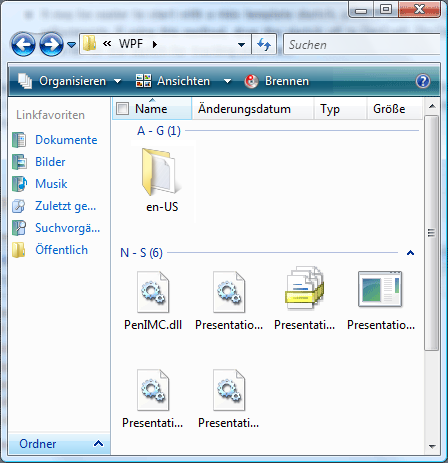 WPF
Suchen
Organisieren
Ansichten
Brennen
Linkfavoriten
Dokumente
Bilder
Musik
Zuletzt ge...
Suchvorgä...
Öffentlich
Ordner
Name Änderungsdatum Typ Größe
A - G (1)
en-US
N - S (6)
PenIMC.dll Presentatio... Presentati... Presentatio...
Presentati... Presentati...